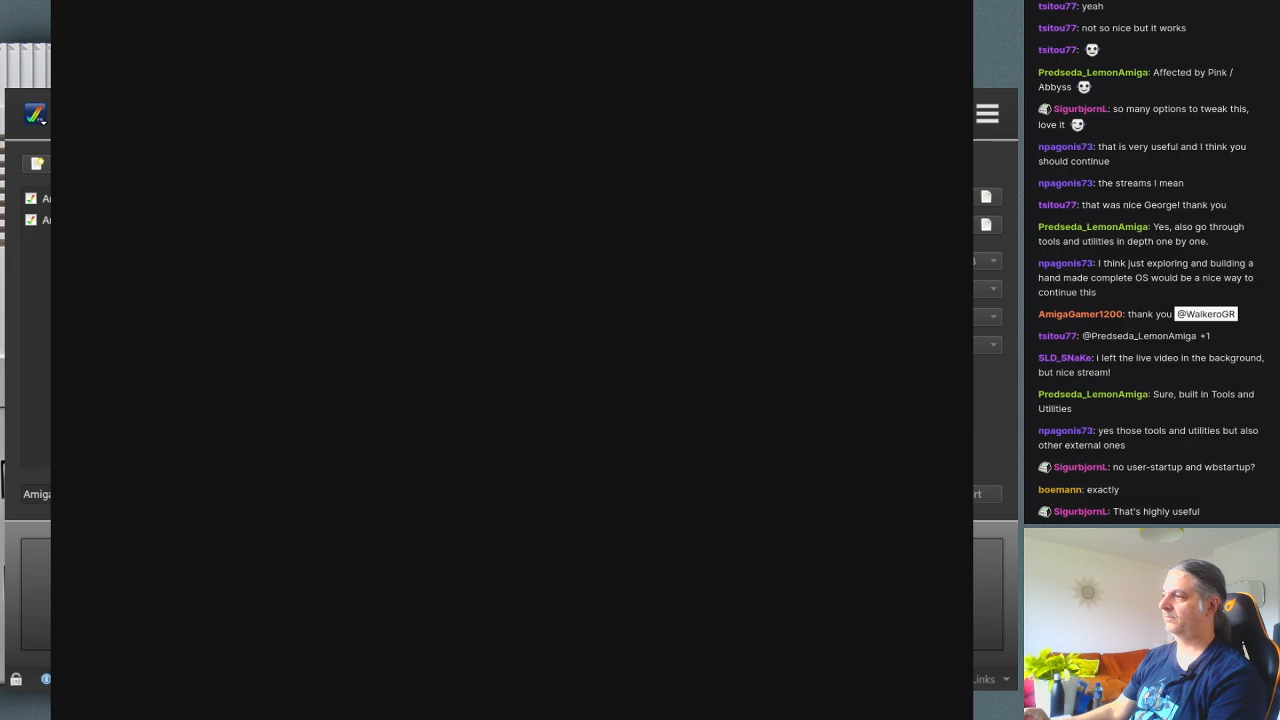 tsitou77: yeah
tsitou77: not so nice but it works
tsitou77:
Predseda_LemonAmiga: Affected by Pink /
Abbyss
SigurbjornL: so many options to tweak this,
love it
npagonis73: that is very useful and I think you
should continue
npagonis73: the streams I mean
tsitou77: that was nice George! thank you
Predseda_LemonAmiga: Yes, also go through
tools and utilities in depth one by one.
npagonis73: I think just exploring and building a
hand made complete OS would be a nice way to
continue this
AmigaGamer1200: thank you @WalkeroGR
tsitou77: @Predseda_LemonAmiga +1
SLD_SNaKe: i left the live video in the background,
but nice stream!
Predseda_LemonAmiga: Sure, built in Tools and
Utilities
npagonis73: yes those tools and utilities but also
other external ones
SigurbjornL: no user-startup and wbstartup?
boemann: exactly
SigurbjornL: That's highly useful
Amiga
Links